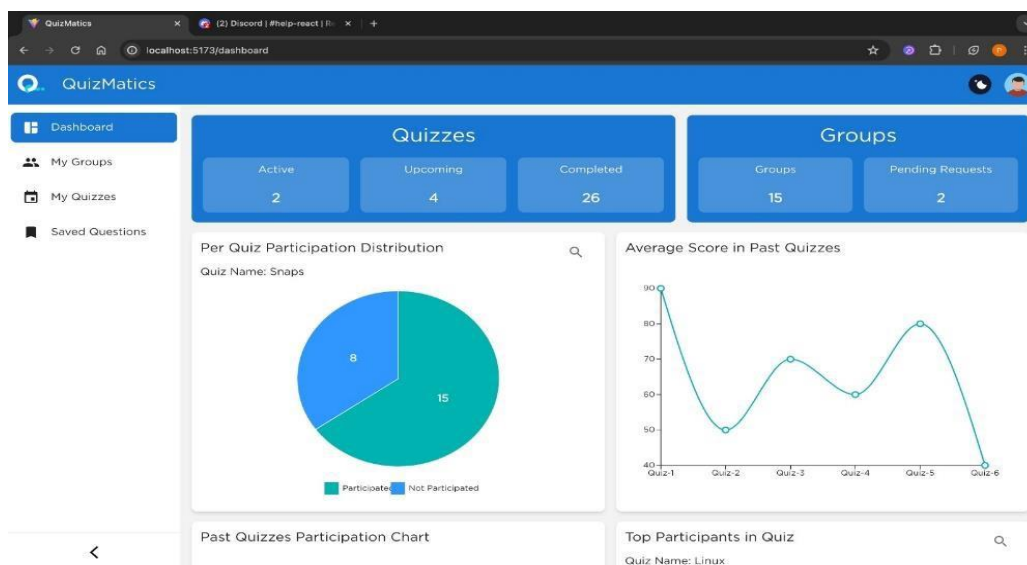 QuizMatics
(2) Discord | #help-react | R
localhost:5173/dashboard
QuizMatics
Dashboard
My Groups
My Quizzes
Saved Questions
Quizzes
Active
2
Upcoming
4
Completed
26
Groups
Groups
15
Pending Requests
2
Per Quiz Participation Distribution
Quiz Name: Snaps
8
15
Participated
Not Participated
Average Score in Past Quizzes
90
80
70
60
50
40
Quiz-1
Quiz-2
Quiz-3
Quiz-4
Quiz-5
Quiz-6
Past Quizzes Participation Chart
Top Participants in Quiz
Quiz Name: Linux